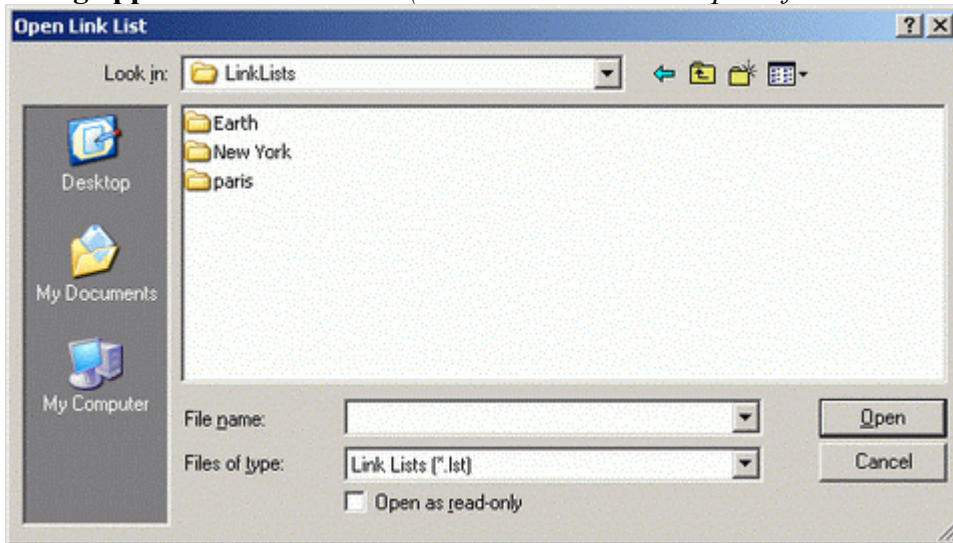 Open Link List
Look in: LinkLists
Earth
New York
paris
Desktop
My Documents
My Computer
File name: Open
Files of type: Link Lists (*.lst) Cancel
Open as read-only